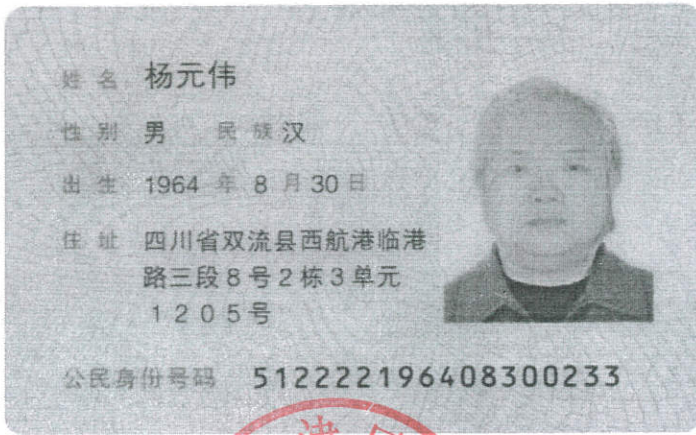 姓名 杨元伟
性别 男 民族 汉
出生 1964 年 8 月 30 日
住址 四川省双流县西航港临港
路三段8号2栋3单元
1205号
公民身份号码 512222196408300233